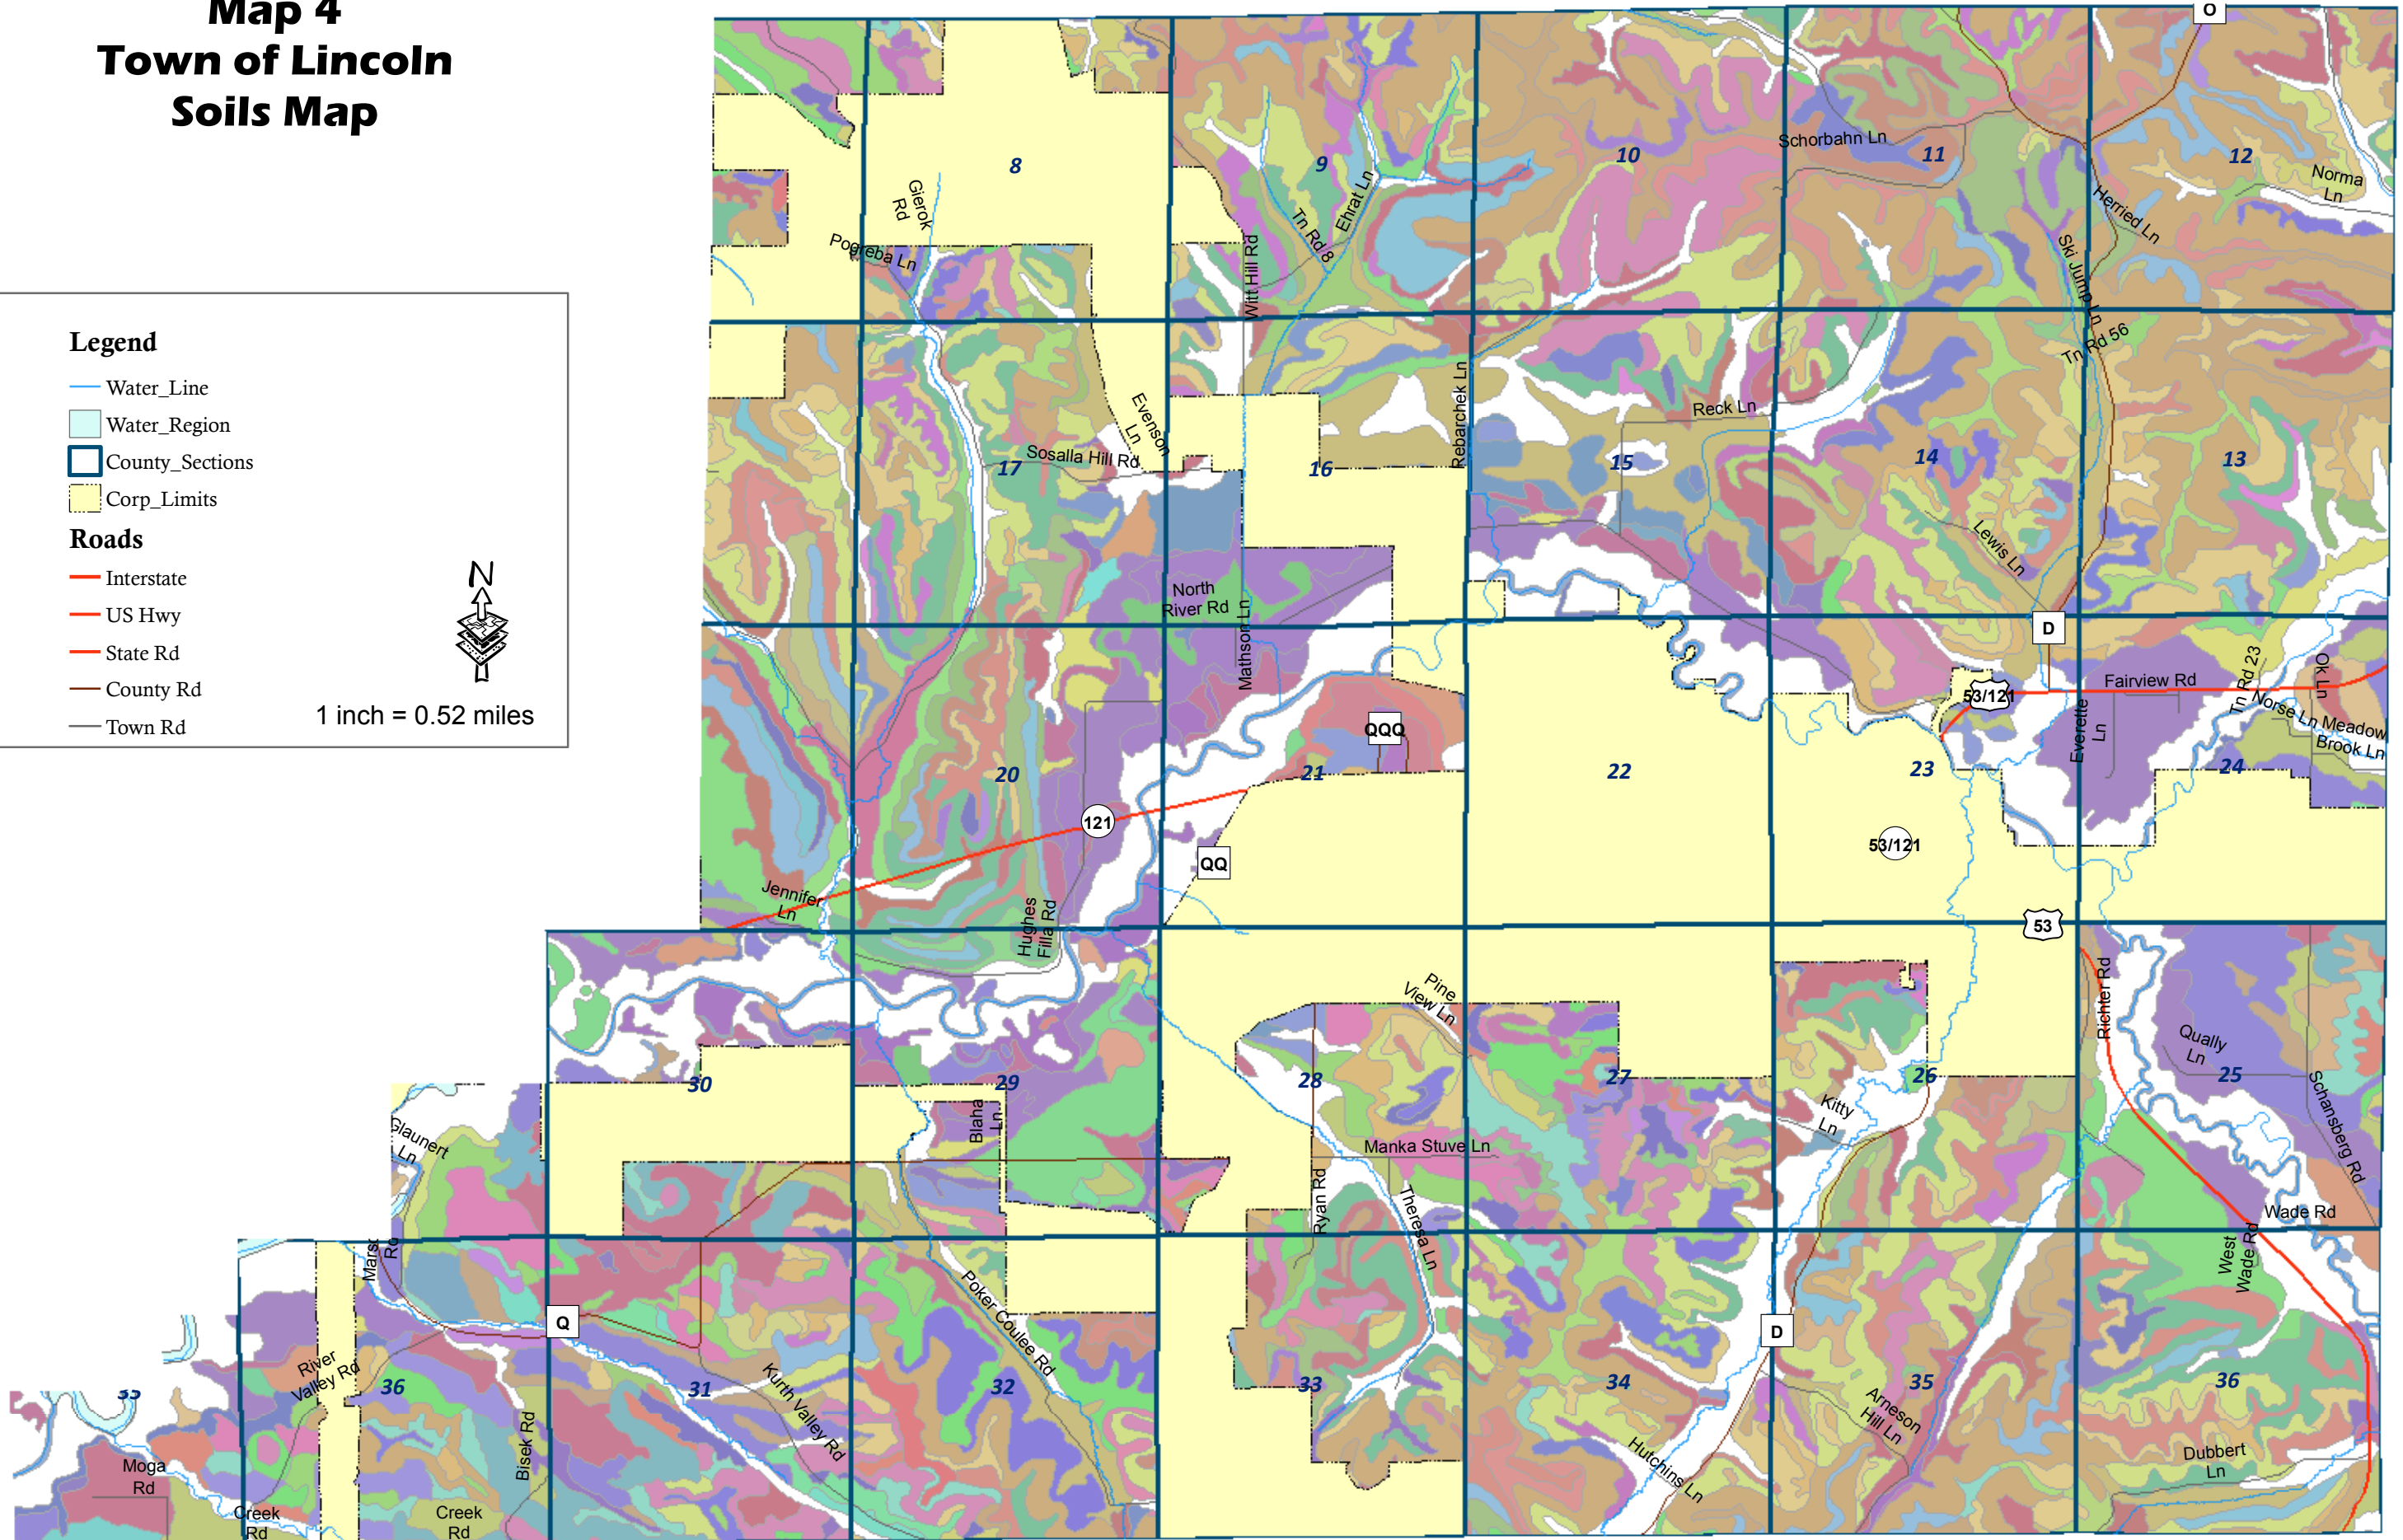 Map 4
Town of Lincoln
Soils Map
Legend
Water_Line
Water_Region
County_Sections
Corp_Limits
Roads
Interstate
US Hwy
State Rd
County Rd
Town Rd
N
1 inch = 0.52 miles
O
8
9
10
11
12
Schorbahn Ln
Norma
Ln
Gierok
Rd
Pogreba Ln
Tn Rd 8
Ehrat Ln
Witt Hill Rd
Herried Ln
Ski Jump Ln
Tn Rd 56
Evenson
Ln
Sosalla Hill Rd
Rebarchek Ln
Reck Ln
17
16
15
14
13
Lewis Ln
North
River Rd
Mathson Ln
D
53/121
Fairview Rd
Tn Rd 23
Ok Ln
Norse Ln
Meadow
Brook Ln
Everette
Ln
QQQ
20
21
22
23
24
121
QQ
53/121
Jennifer
Ln
Hughes
Filla Rd
53
Pine
View Ln
Richter Rd
Qually
Ln
Schansberg Rd
30
29
28
27
26
25
Blaha
Ln
Kitty
Ln
Glaunert
Ln
Manka Stuve Ln
Ryan Rd
Theresa Ln
Wade Rd
West
Wade Rd
Marsh
Rd
Poker Coulee Rd
Q
D
River
Valley Rd
Kurth Valley Rd
35
36
31
32
33
34
35
36
Arneson
Hill Ln
Bisek Rd
Hutchins Ln
Dubbert
Ln
Moga
Rd
Creek
Rd
Creek
Rd